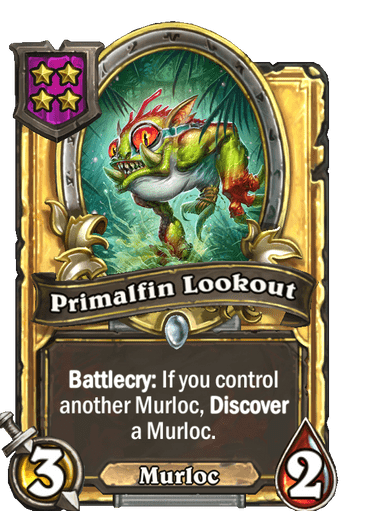 Primalfin Lookout
Battlecry: If you control
another Murloc, Discover
a Murloc.
3
2
Murloc